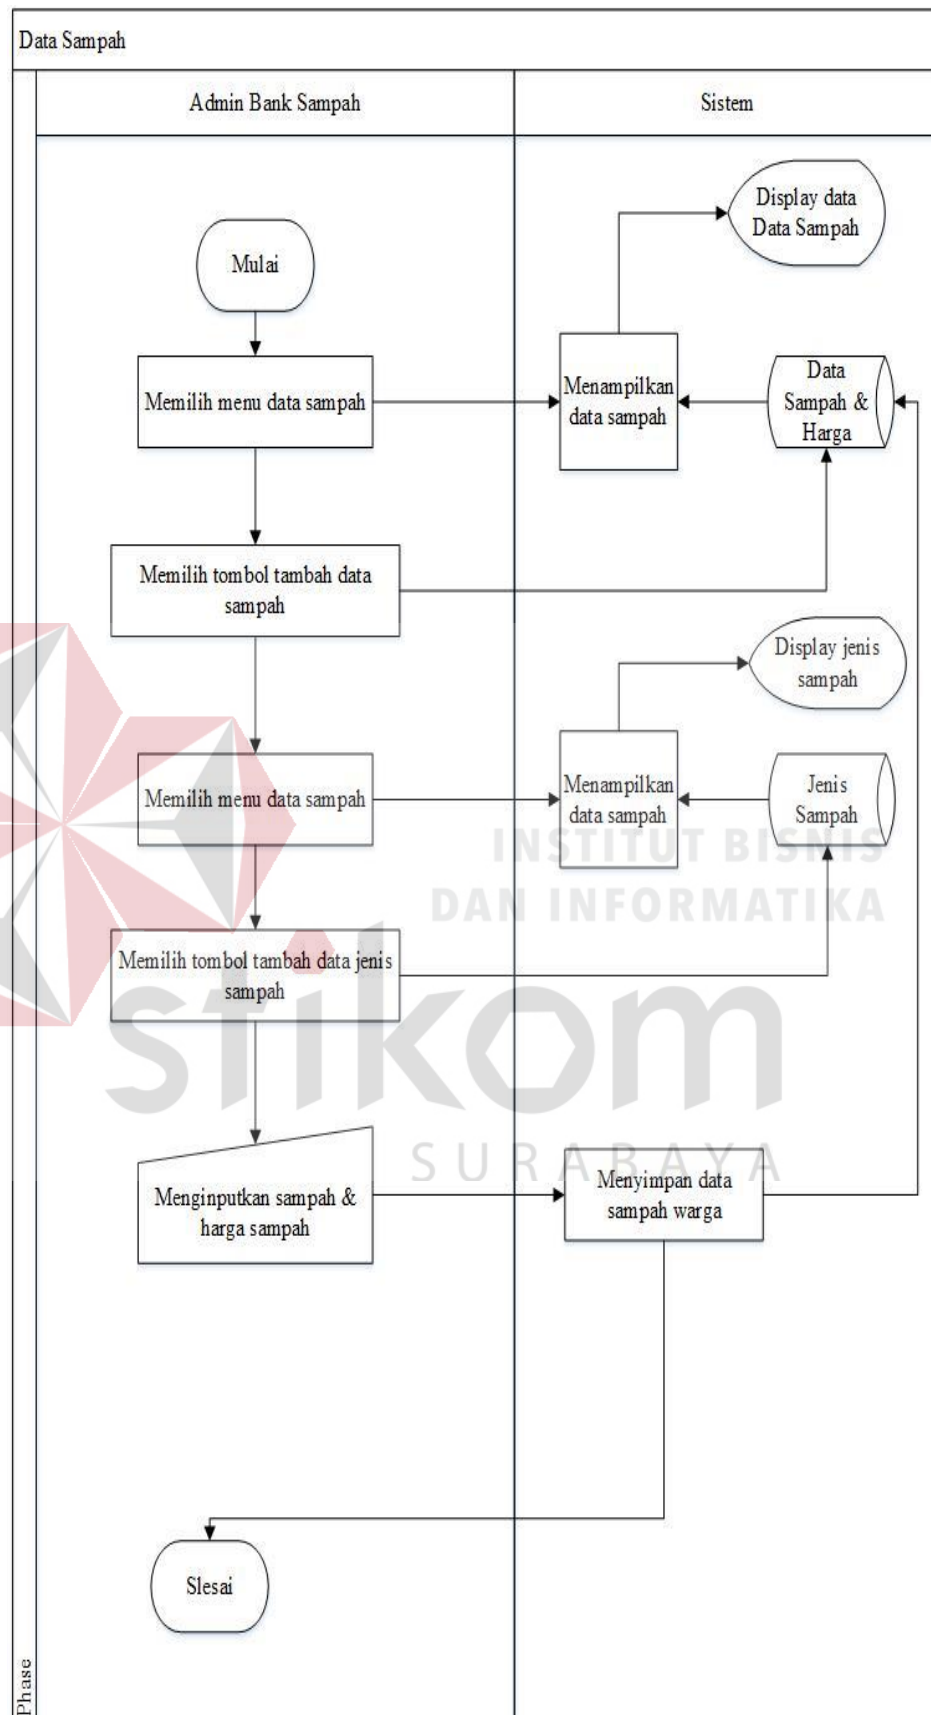 Data Sampah
Admin Bank Sampah
Sistem
Display data
Data Sampah
Mulai
Memilih menu data sampah
Menampilkan
data sampah
Data
Sampah &
Harga
Memilih tombol tambah data
sampah
Display jenis
sampah
Memilih menu data sampah
Menampilkan
data sampah
Jenis
Sampah
INSTITUT BISNIS
DAN INFORMATIKA
Memilih tombol tambah data jenis
sampah
stikom
SURABAYA
Menginputkan sampah &
harga sampah
Menyimpan data
sampah warga
Slesai
Phase